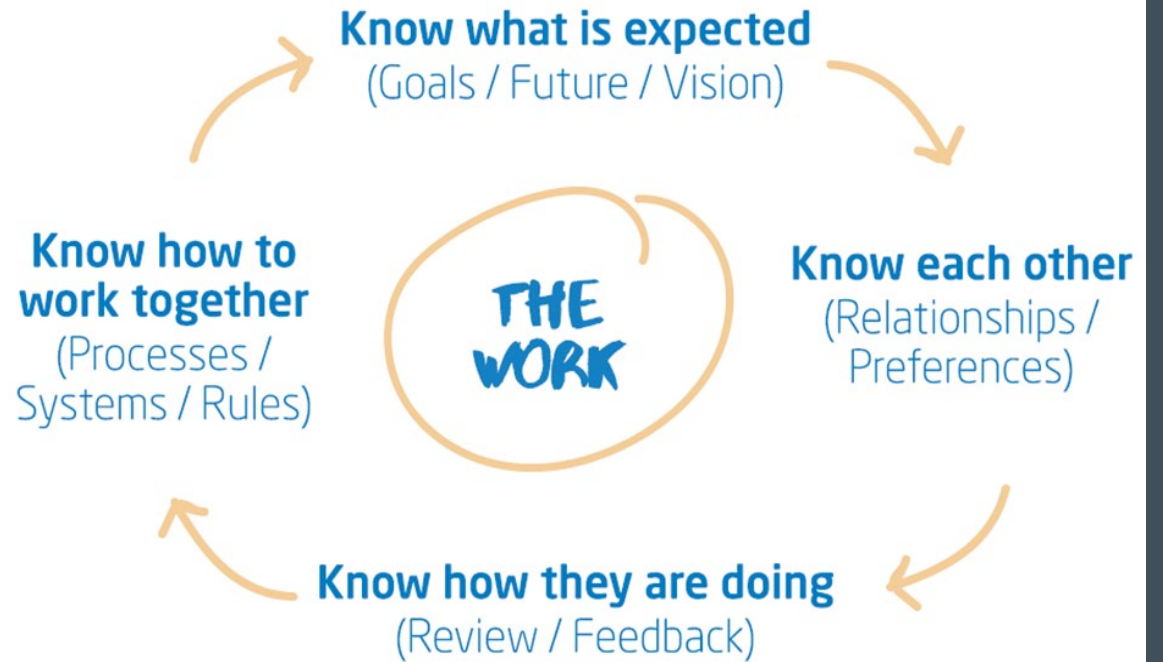 Know what is expected
(Goals / Future / Vision)
Know each other
(Relationships /
Preferences)
Know how they are doing
(Review / Feedback)
Know how to
work together
(Processes /
Systems / Rules)
THE
WORK